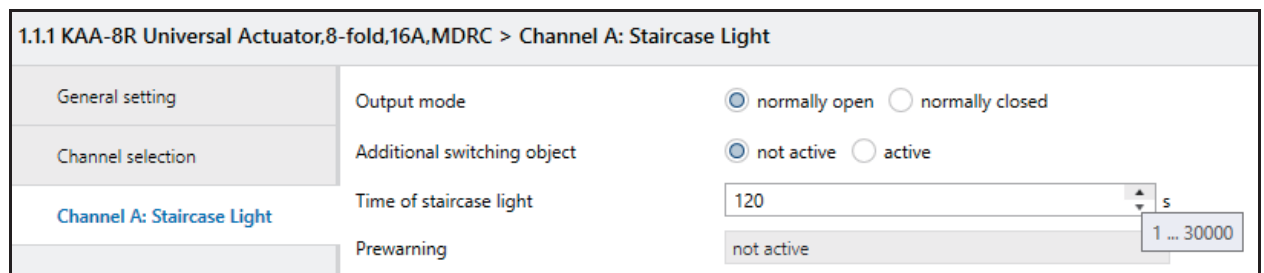 1.1.1 KAA-8R Universal Actuator,8-fold,16A,MDRC > Channel A: Staircase Light
General setting
Output mode normally open normally closed
Channel selection
Additional switching object not active active
Channel A: Staircase Light
Time of staircase light 120 s
1 ... 30000
Prewarning not active